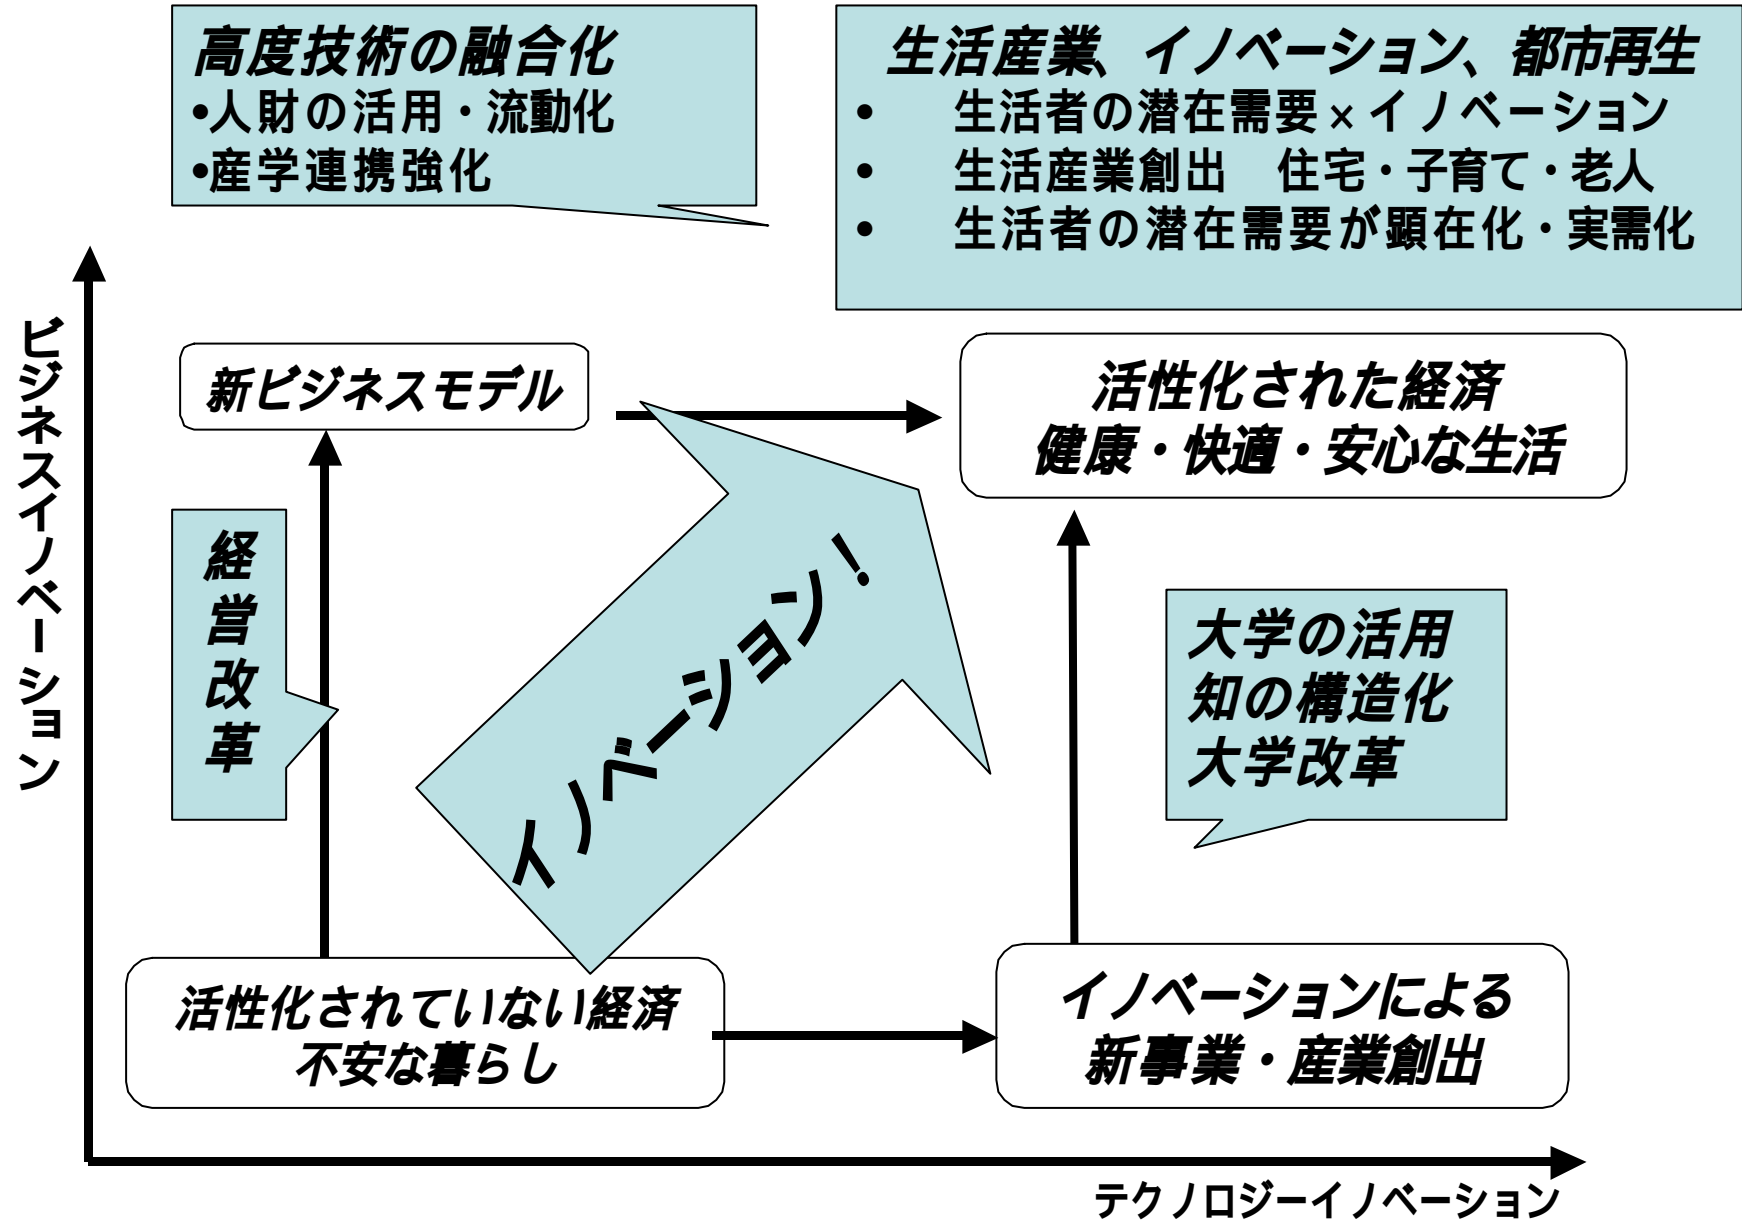 高度技術の融合化
•人財の活用・流動化
•産学連携強化
生活産業、イノベーション、都市再生
• 生活者の潜在需要×イノベーション
• 生活産業創出　住宅・子育て・老人
• 生活者の潜在需要が顕在化・実需化
ビジネスイノベーション
新ビジネスモデル
活性化された経済
健康・快適・安心な生活
経営改革
イノベーション！
大学の活用
知の構造化
大学改革
活性化されていない経済
不安な暮らし
イノベーションによる
新事業・産業創出
テクノロジーイノベーション